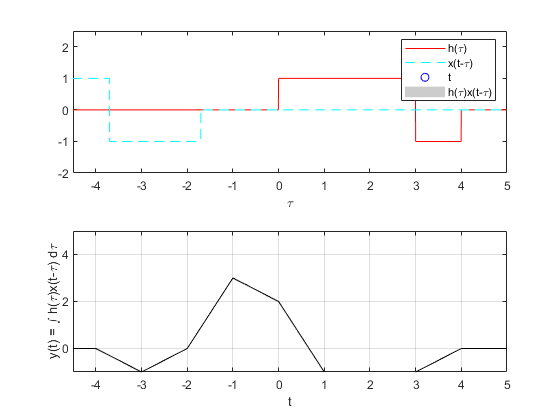 2
1
0
-1
-2
h(τ)
x(t-τ)
t
h(τ)x(t-τ)
-4 -3 -2 -1 0 1 2 3 4 5
τ
y(t) = ∫ h(τ)x(t-τ) dτ
4
2
0
-4 -3 -2 -1 0 1 2 3 4 5
t